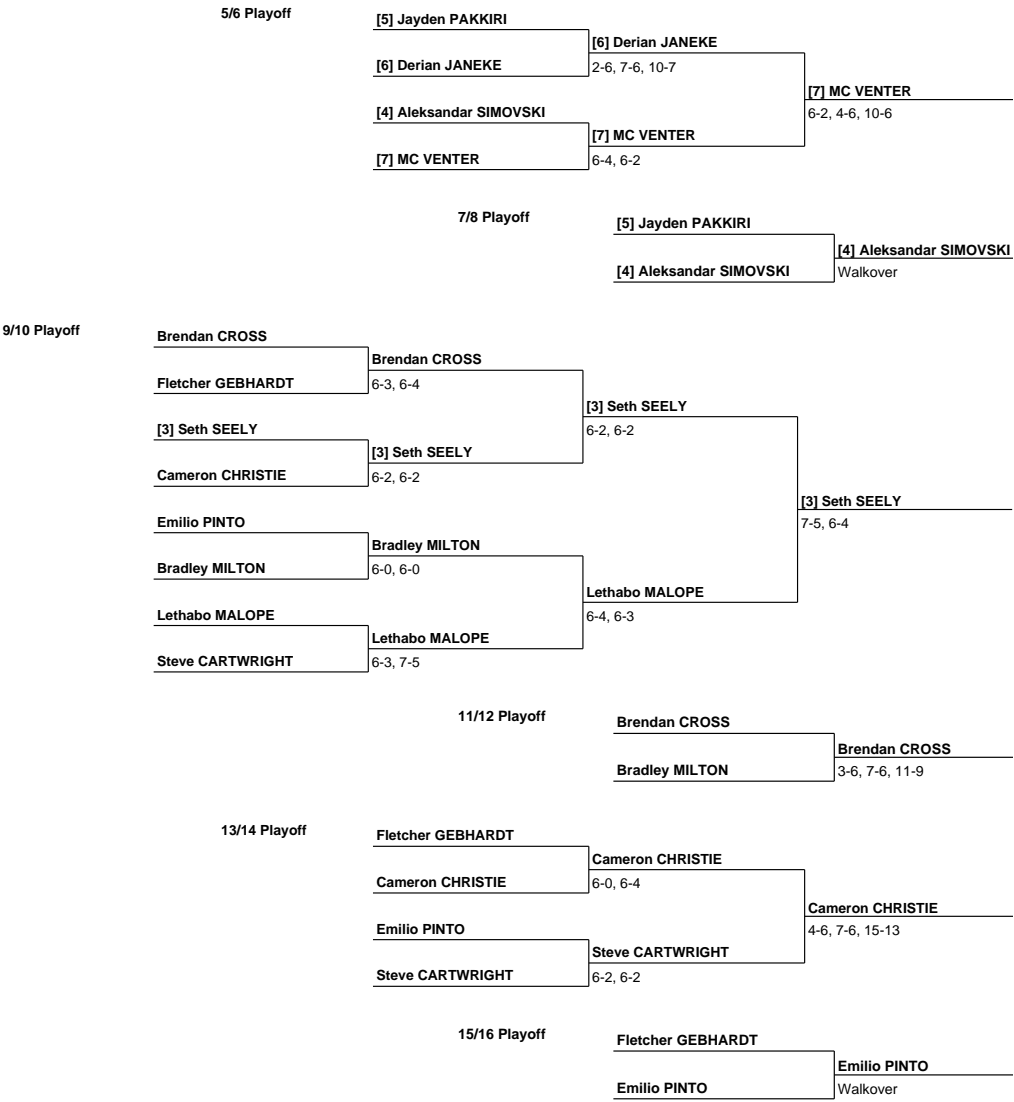 5/6 Playoff
[5] Jayden PAKKIRI
[6] Derian JANEKE
[6] Derian JANEKE
2-6, 7-6, 10-7
[7] MC VENTER
6-2, 4-6, 10-6
[4] Aleksandar SIMOVSKI
[7] MC VENTER
[7] MC VENTER
6-4, 6-2
7/8 Playoff
[5] Jayden PAKKIRI
[4] Aleksandar SIMOVSKI
[4] Aleksandar SIMOVSKI
Walkover
9/10 Playoff
Brendan CROSS
Brendan CROSS
Fletcher GEBHARDT
6-3, 6-4
[3] Seth SEELY
6-2, 6-2
[3] Seth SEELY
[3] Seth SEELY
Cameron CHRISTIE
6-2, 6-2
[3] Seth SEELY
7-5, 6-4
Emilio PINTO
Bradley MILTON
Bradley MILTON
6-0, 6-0
Lethabo MALOPE
6-4, 6-3
Lethabo MALOPE
Lethabo MALOPE
Steve CARTWRIGHT
6-3, 7-5
11/12 Playoff
Brendan CROSS
Brendan CROSS
Bradley MILTON
3-6, 7-6, 11-9
13/14 Playoff
Fletcher GEBHARDT
Cameron CHRISTIE
Cameron CHRISTIE
6-0, 6-4
Cameron CHRISTIE
4-6, 7-6, 15-13
Emilio PINTO
Steve CARTWRIGHT
Steve CARTWRIGHT
6-2, 6-2
15/16 Playoff
Fletcher GEBHARDT
Emilio PINTO
Emilio PINTO
Walkover